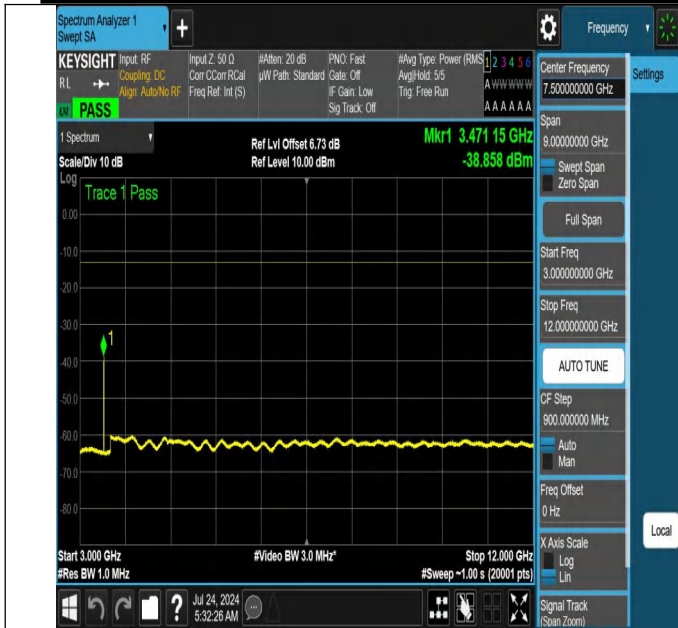 Spectrum Analyzer 1
Swept SA
Frequency
KEYSIGHT
RL
PASS
Input: RF
Coupling: DC
Align: Auto/No RF
Input Z: 50 Ω
Corr CCorr RCal
Freq Ref: Int (S)
#Atten: 20 dB
µW Path: Standard
PNO: Fast
Gate: Off
IF Gain: Low
Sig Track: Off
#Avg Type: Power (RMS
Avg|Hold: 5/5
Trig: Free Run
1 2 3 4 5 6
A W W W W W
A A A A A A
1 Spectrum
Scale/Div 10 dB
Ref Lvl Offset 6.73 dB
Ref Level 10.00 dBm
Mkr1 3.471 15 GHz
-38.858 dBm
Log
Trace 1 Pass
0.00
-10.0
-20.0
-30.0
-40.0
-50.0
-60.0
-70.0
-80.0
1
Start 3.000 GHz
#Res BW 1.0 MHz
#Video BW 3.0 MHz*
Stop 12.000 GHz
#Sweep ~1.00 s (20001 pts)
Jul 24, 2024
5:32:26 AM
Center Frequency
7.500000000 GHz
Settings
Span
9.00000000 GHz
Swept Span
Zero Span
Full Span
Start Freq
3.000000000 GHz
Stop Freq
12.000000000 GHz
AUTO TUNE
CF Step
900.000000 MHz
Auto
Man
Freq Offset
0 Hz
Local
X Axis Scale
Log
Lin
Signal Track
(Span Zoom)